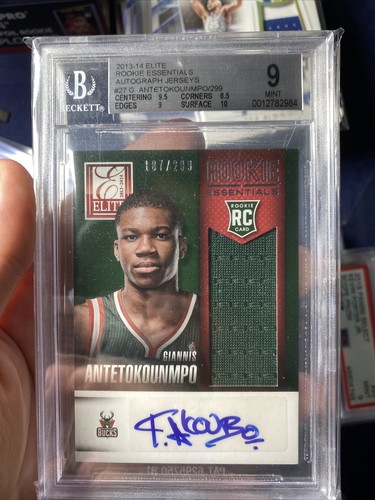 2013-14 ELITE
ROOKIE ESSENTIALS
AUTOGRAPH JERSEYS
#27 G. ANTETOKOUNMPO/299
CENTERING 9.5 CORNERS 8.5
EDGES 9 SURFACE 10
B
BECKETT
9
MINT
0012782984
187/299
ELITE
ROOKIE
ESSENTIALS
ROOKIE
RC
CARD
GIANNIS
ANTETOKOUNMPO
BUCKS